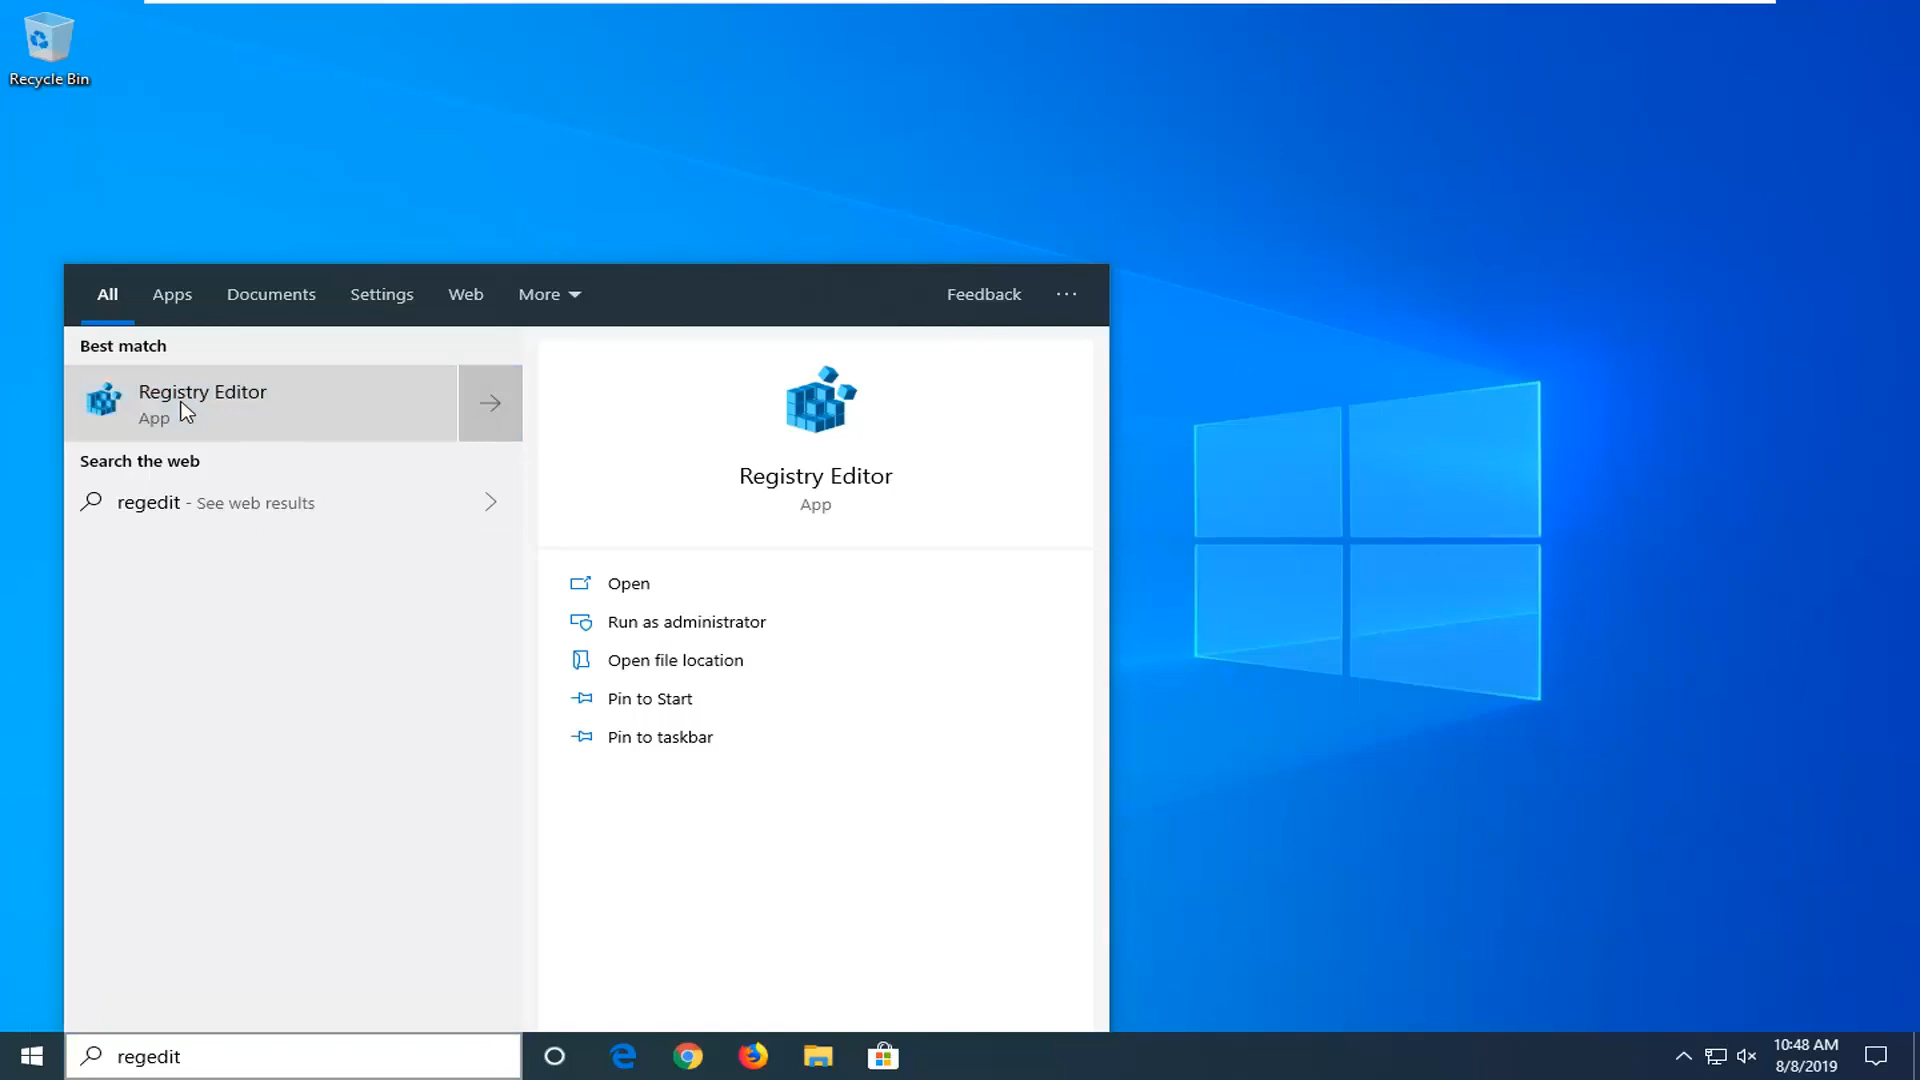 Recycle Bin
All Apps Documents Settings Web More Feedback ···
Best match
Registry Editor
App
Search the web
regedit - See web results
Registry Editor
App
Open
Run as administrator
Open file location
Pin to Start
Pin to taskbar
regedit
10:48 AM
8/8/2019